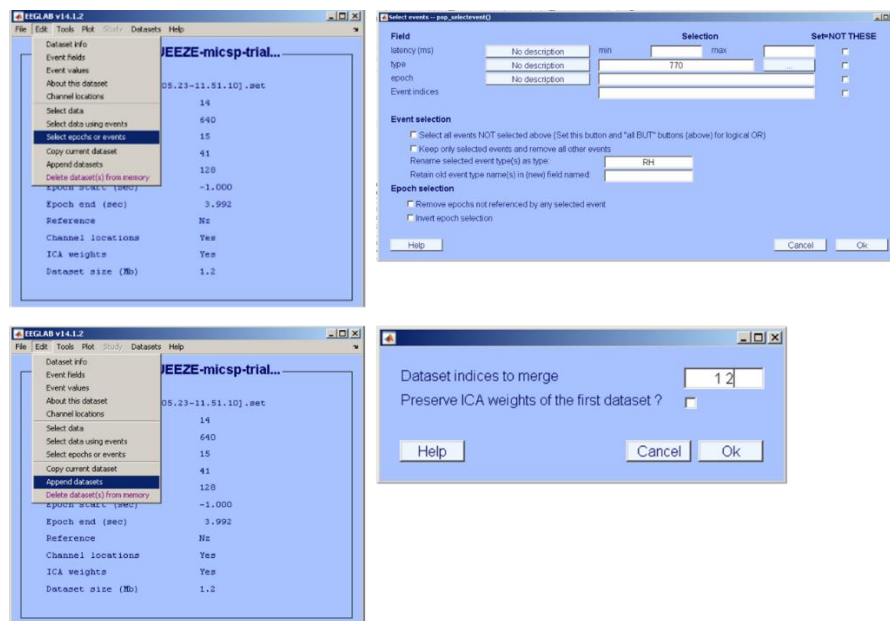 EEGLAB v14.1.2
File Edit Tools Plot Study Datasets Help
Dataset info
Event fields
Event values
About this dataset
Channel locations
Select data
Select data using events
Select epochs or events
Copy current dataset
Append datasets
Delete dataset(s) from memory
UEEZE-micsp-trial...
05.23-11.51.10].set
14
640
15
41
128
Epoch start (sec) -1.000
Epoch end (sec) 3.992
Reference Nz
Channel locations Yes
ICA weights Yes
Dataset size (Mb) 1.2
Select events -- pop_selectevent()
Field Selection Set=NOT THESE
latency (ms) No description min max
type No description 770 ...
epoch No description
Event indices
Event selection
Select all events NOT selected above (Set this button and "all BUT" buttons (above) for logical OR)
Keep only selected events and remove all other events
Rename selected event type(s) as type: RH
Retain old event type name(s) in (new) field named:
Epoch selection
Remove epochs not referenced by any selected event
Invert epoch selection
Help Cancel Ok
EEGLAB v14.1.2
File Edit Tools Plot Study Datasets Help
Dataset info
Event fields
Event values
About this dataset
Channel locations
Select data
Select data using events
Select epochs or events
Copy current dataset
Append datasets
Delete dataset(s) from memory
UEEZE-micsp-trial...
05.23-11.51.10].set
14
640
15
41
128
Epoch start (sec) -1.000
Epoch end (sec) 3.992
Reference Nz
Channel locations Yes
ICA weights Yes
Dataset size (Mb) 1.2
Dataset indices to merge 1 2
Preserve ICA weights of the first dataset ?
Help Cancel Ok